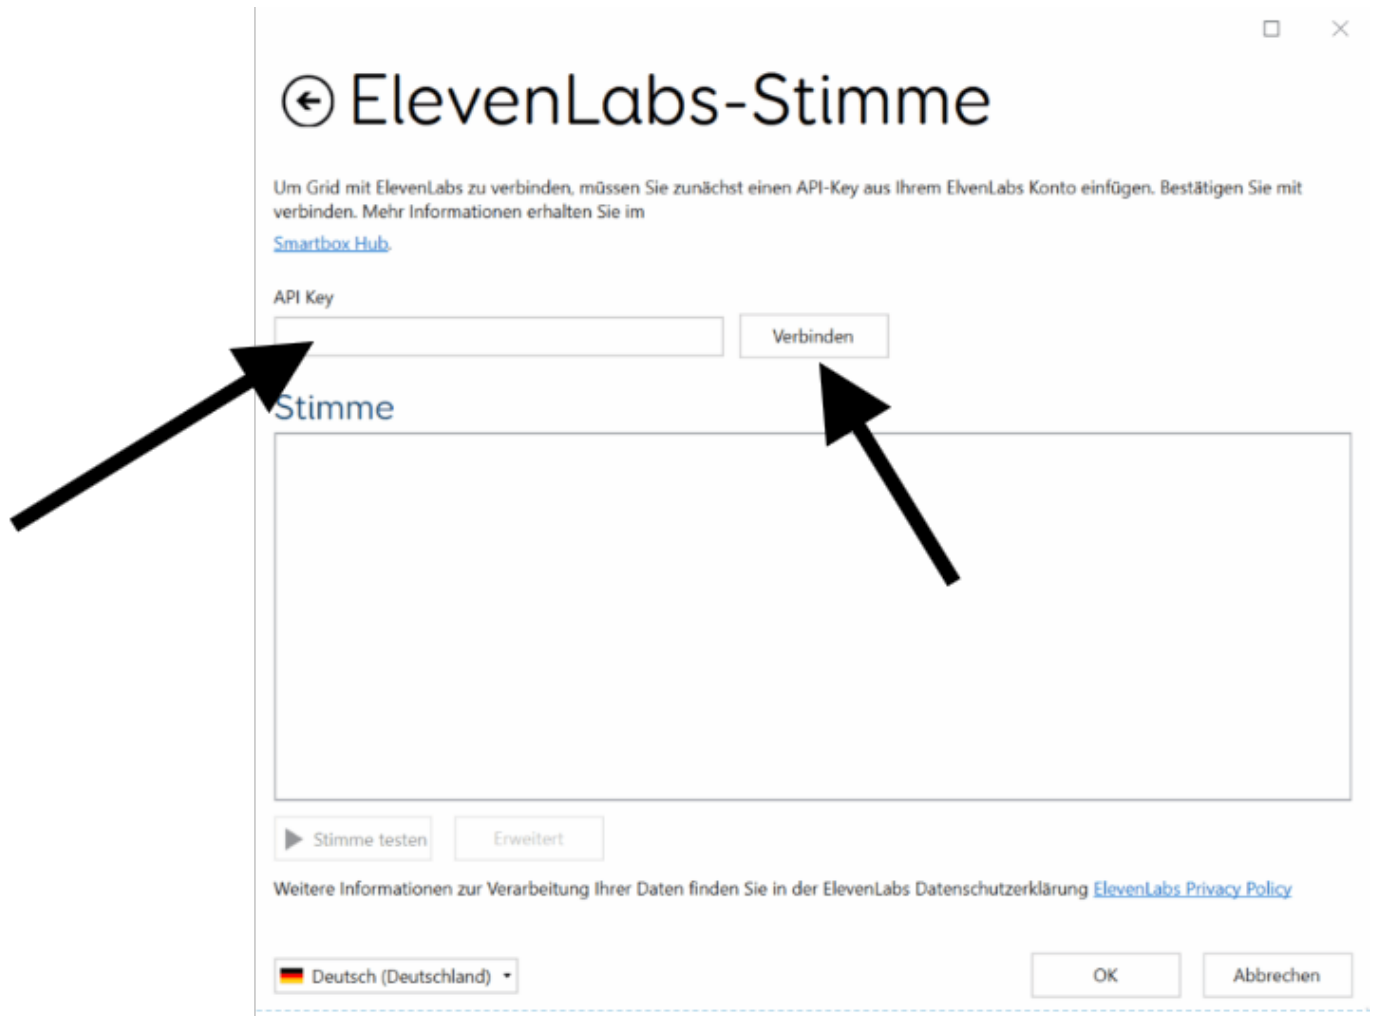 ElevenLabs-Stimme
Um Grid mit ElevenLabs zu verbinden, müssen Sie zunächst einen API-Key aus Ihrem ElvenLabs Konto einfügen. Bestätigen Sie mit
verbinden. Mehr Informationen erhalten Sie im
Smartbox Hub.
API Key
Verbinden
Stimme
Stimme testen
Erweitert
Weitere Informationen zur Verarbeitung Ihrer Daten finden Sie in der ElevenLabs Datenschutzerklärung ElevenLabs Privacy Policy
Deutsch (Deutschland)
OK
Abbrechen